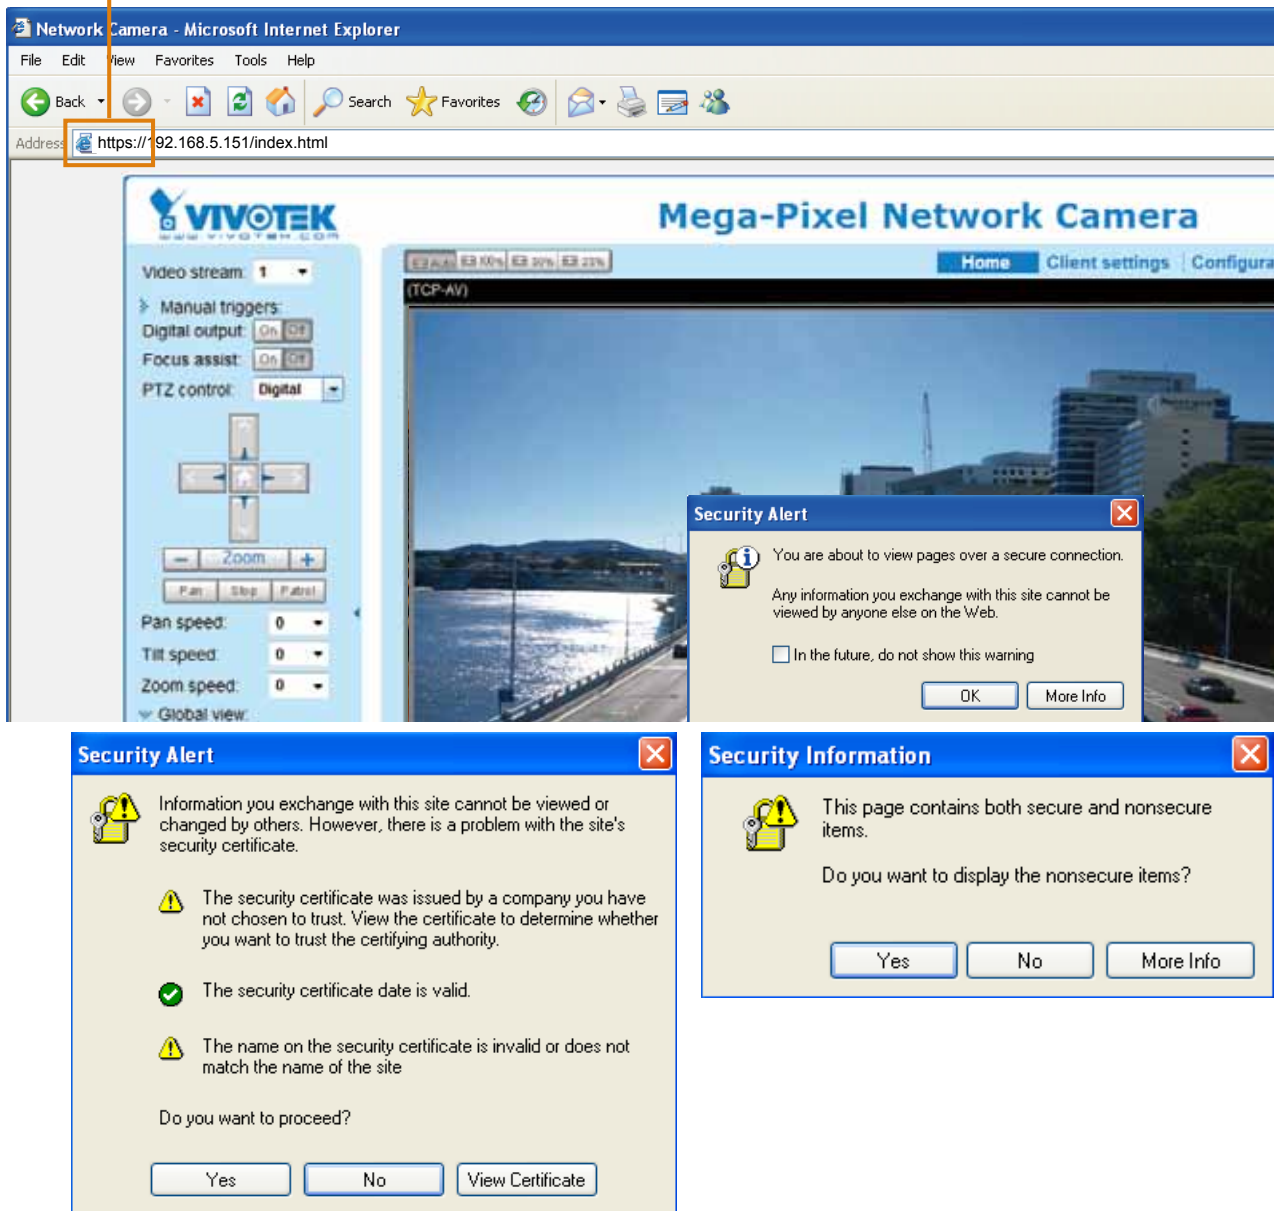 Network Camera - Microsoft Internet Explorer
File Edit View Favorites Tools Help
Back Search Favorites
Address https://192.168.5.151/index.html
VIVOTEK
WWW.VIVOTEK.COM
Mega-Pixel Network Camera
Video stream: 1
Auto 100% 50% 25%
Home Client settings Configura
(TCP-AV)
Manual triggers:
Digital output: On Off
Focus assist: On Off
PTZ control: Digital
- Zoom +
Pan Stop Patrol
Pan speed: 0
Tilt speed: 0
Zoom speed: 0
Global view:
Security Alert
You are about to view pages over a secure connection.
Any information you exchange with this site cannot be
viewed by anyone else on the Web.
In the future, do not show this warning
OK More Info
Security Alert
Information you exchange with this site cannot be viewed or
changed by others. However, there is a problem with the site's
security certificate.
The security certificate was issued by a company you have
not chosen to trust. View the certificate to determine whether
you want to trust the certifying authority.
The security certificate date is valid.
The name on the security certificate is invalid or does not
match the name of the site
Do you want to proceed?
Yes No View Certificate
Security Information
This page contains both secure and nonsecure
items.
Do you want to display the nonsecure items?
Yes No More Info